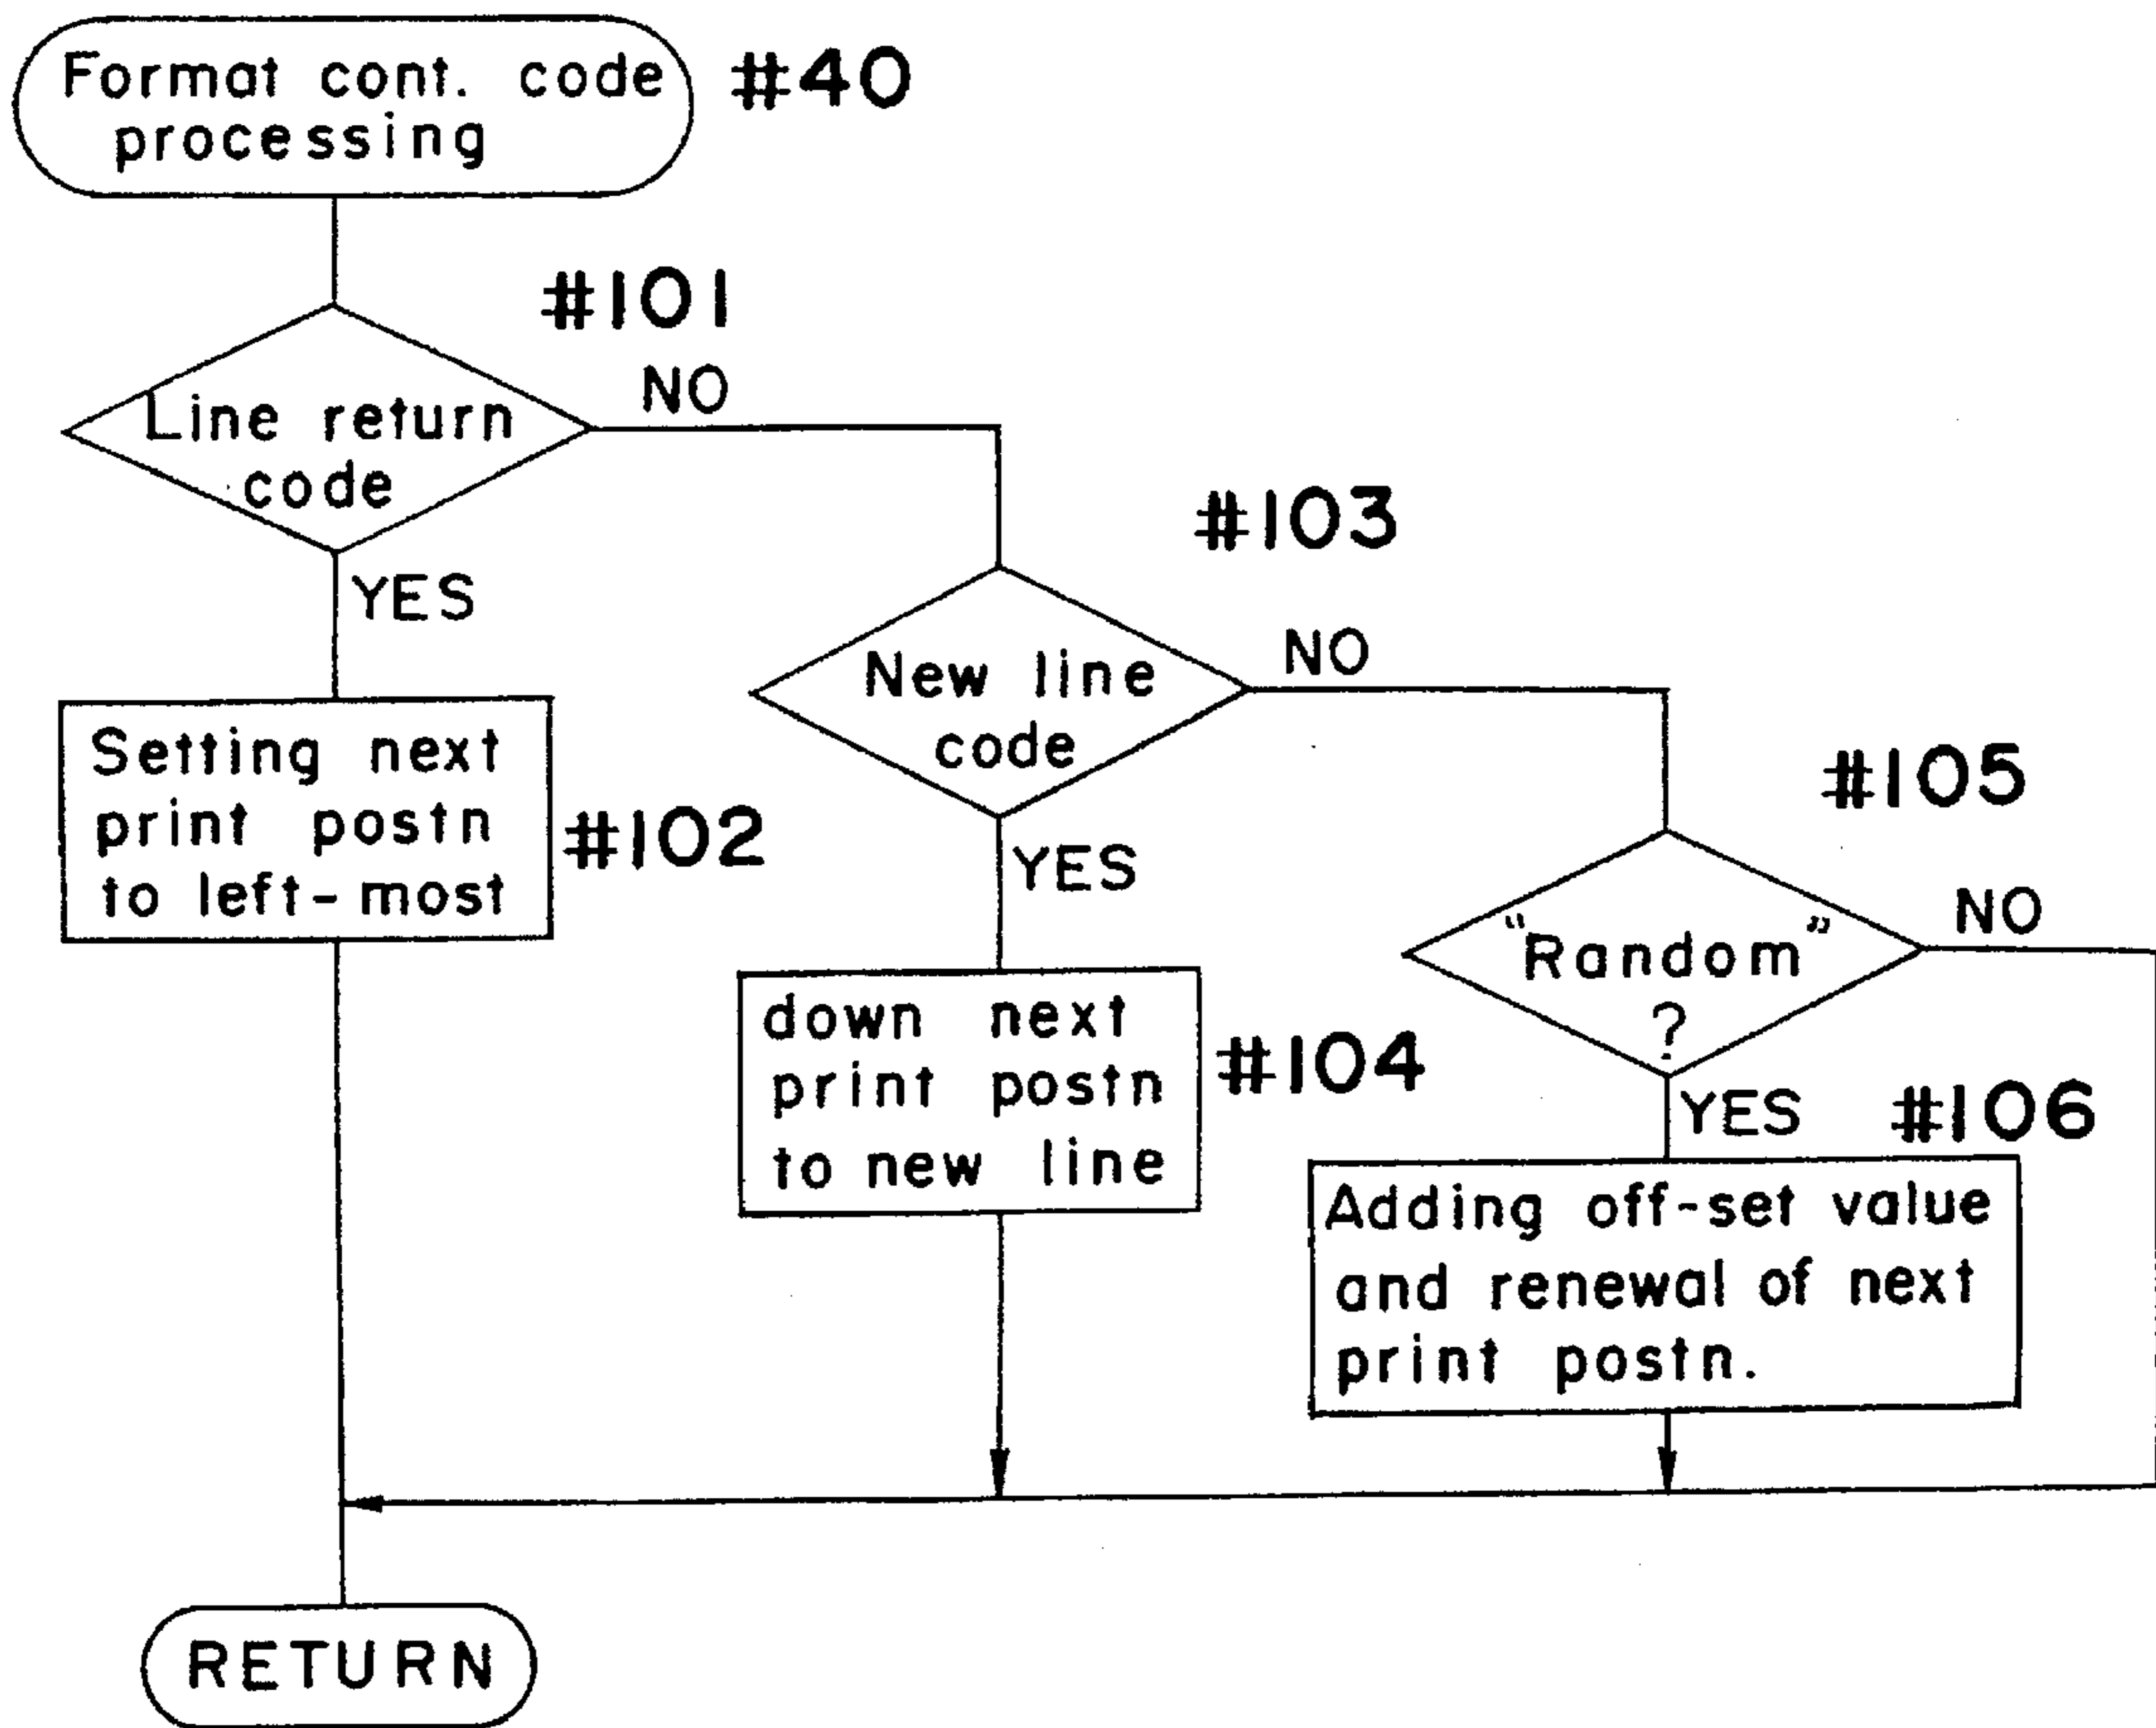 Format cont. code
processing
#40
#101
NO
Line return
code
YES
Setting next
print postn
to left-most
#102
#103
NO
New line
code
YES
down next
print postn
to new line
#104
#105
NO
"Random"
?
YES
#106
Adding off-set value
and renewal of next
print postn.
RETURN